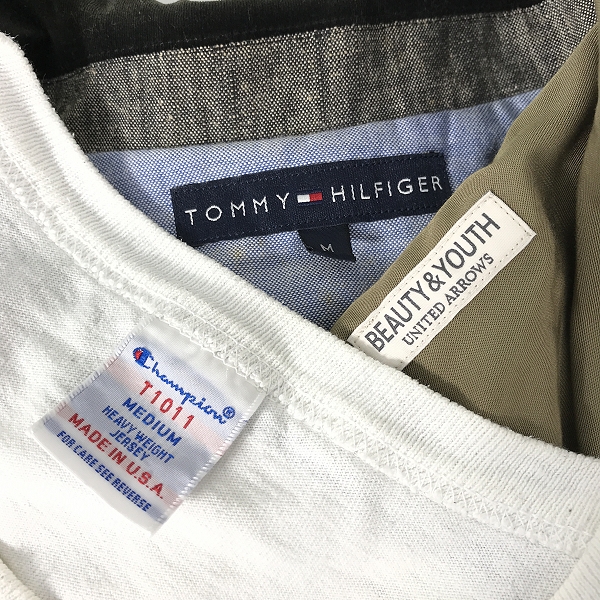 TOMMY HILFIGER
M
BEAUTY&YOUTH
UNITED ARROWS
Champion®
T1011
MEDIUM
HEAVY WEIGHT
JERSEY
MADE IN U.S.A.
FOR CARE SEE REVERSE